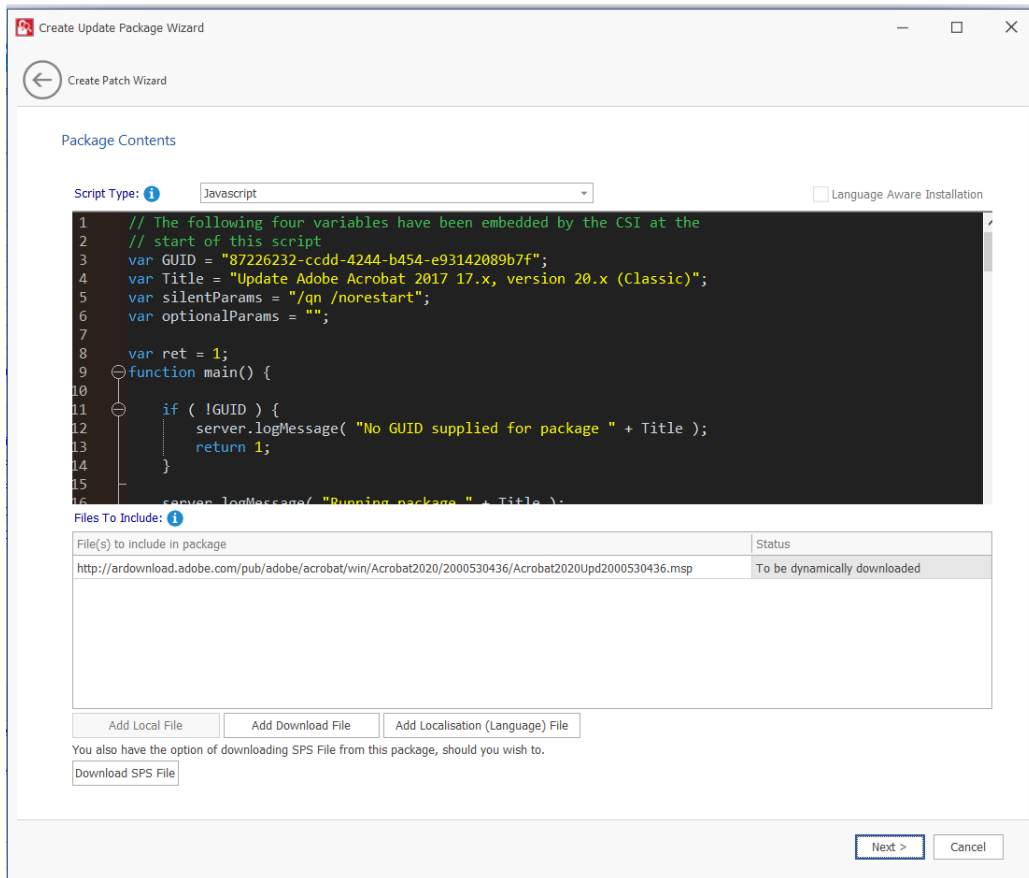 Create Update Package Wizard
Create Patch Wizard
Package Contents
Script Type:
Javascript
Language Aware Installation
1 // The following four variables have been embedded by the CSI at the
2 // start of this script
3 var GUID = "87226232-ccdd-4244-b454-e93142089b7f";
4 var Title = "Update Adobe Acrobat 2017 17.x, version 20.x (Classic)";
5 var silentParams = "/qn /norestart";
6 var optionalParams = "";
7
8 var ret = 1;
9 function main() {
10
11 if ( !GUID ) {
12 server.logMessage( "No GUID supplied for package " + Title );
13 return 1;
14 }
15
16 server.logMessage( "Running package " + Title );
Files To Include:
File(s) to include in package Status
http://ardownload.adobe.com/pub/adobe/acrobat/win/Acrobat2020/2000530436/Acrobat2020Upd2000530436.msp To be dynamically downloaded
Add Local File Add Download File Add Localisation (Language) File
You also have the option of downloading SPS File from this package, should you wish to.
Download SPS File
Next > Cancel